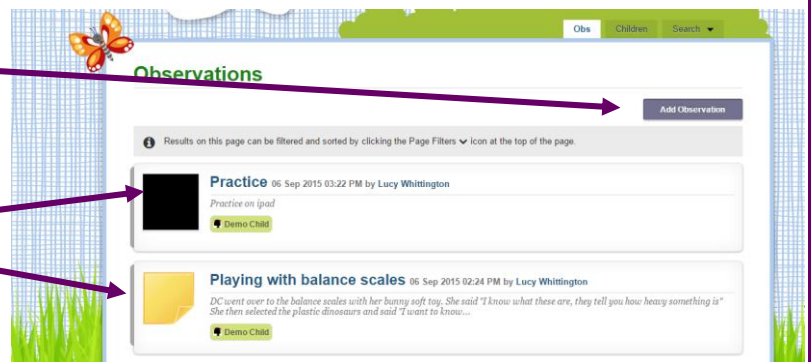 Obs Children Search
Observations
Add Observation
Results on this page can be filtered and sorted by clicking the Page Filters icon at the top of the page.
Practice 06 Sep 2015 03:22 PM by Lucy Whittington
Practice on ipad
Demo Child
Playing with balance scales 06 Sep 2015 02:24 PM by Lucy Whittington
DC went over to the balance scales with her bunny soft toy. She said "I know what these are, they tell you how heavy something is"
She then selected the plastic dinosaurs and said "I want to know...
Demo Child